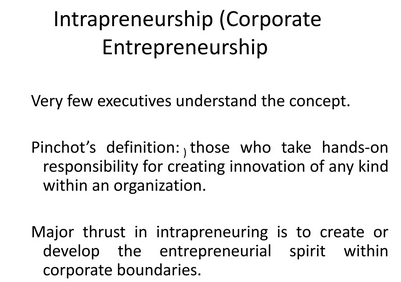 Intrapreneurship (Corporate
Entrepreneurship
Very few executives understand the concept.
Pinchot’s definition: )those who take hands-on
responsibility for creating innovation of any kind
within an organization.
Major thrust in intrapreneuring is to create or
develop the entrepreneurial spirit within
corporate boundaries.